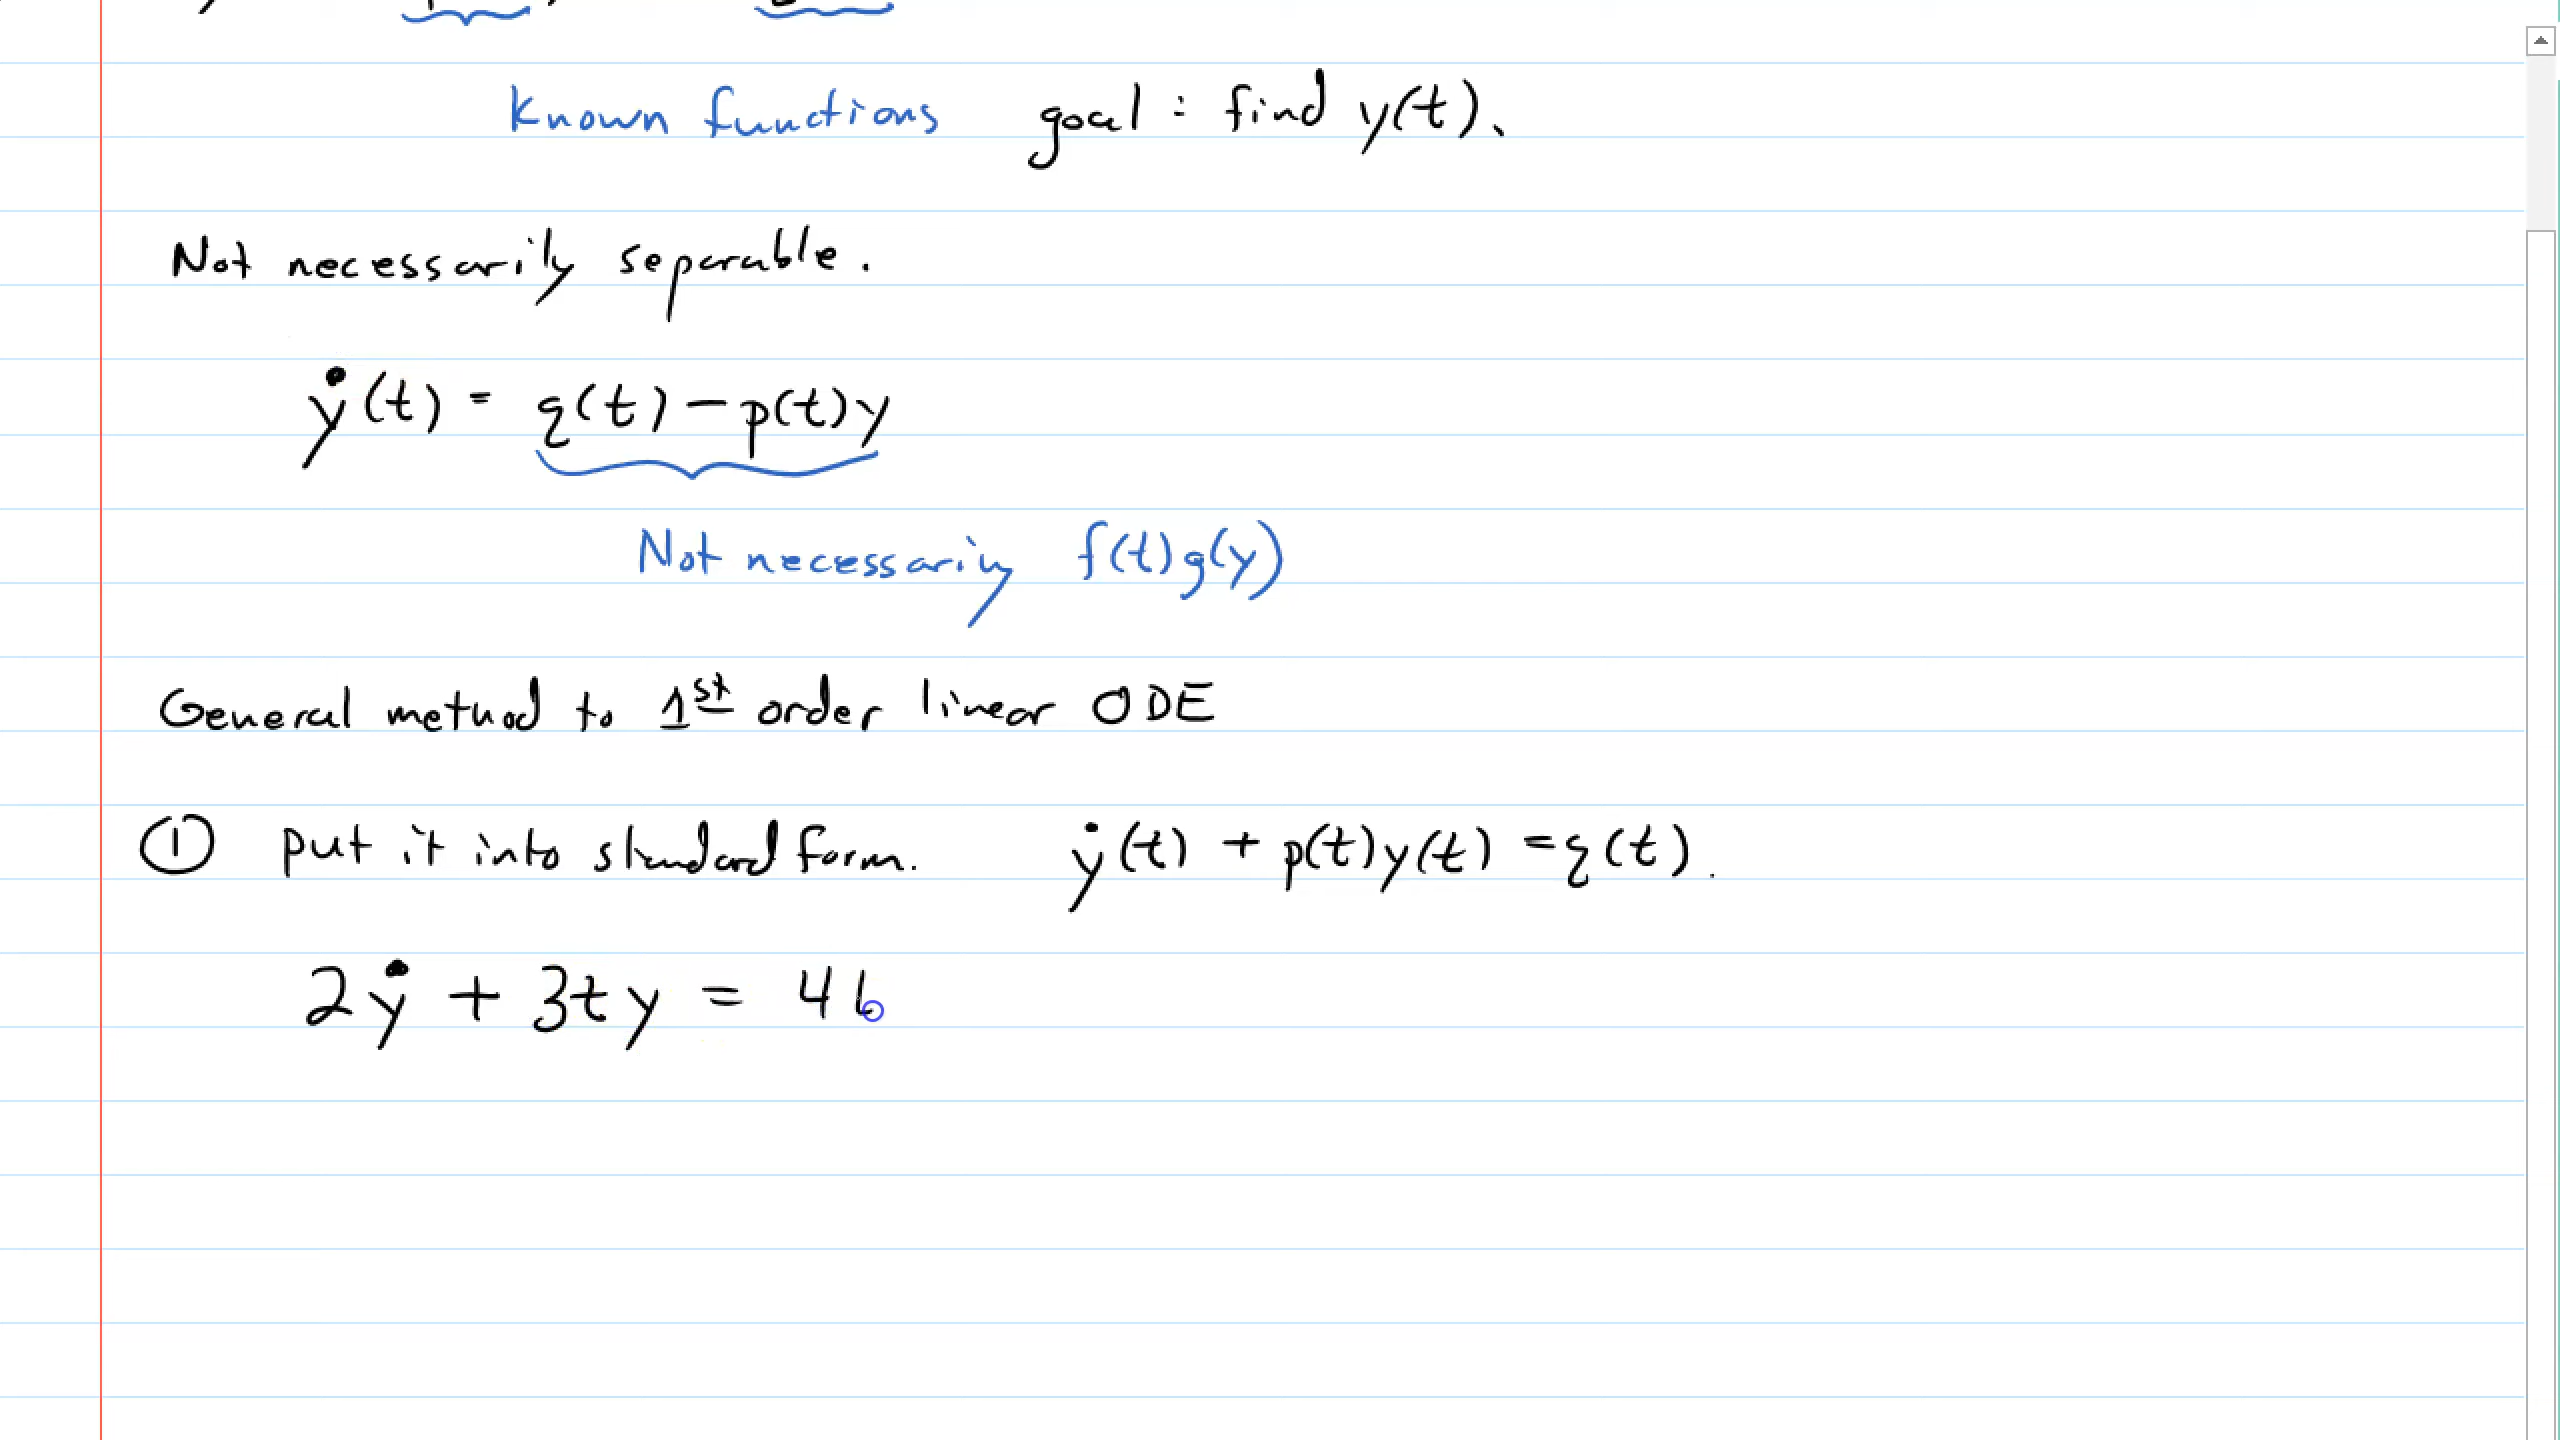 Known functions goal : find y(t).
Not necessarily separable.
ẏ(t) = q(t) - p(t)y
Not necessariy f(t)g(y)
General method to 1st order linear ODE
① put it into standard form. ẏ(t) + p(t)y(t) = q(t).
2ẏ + 3ty = 4